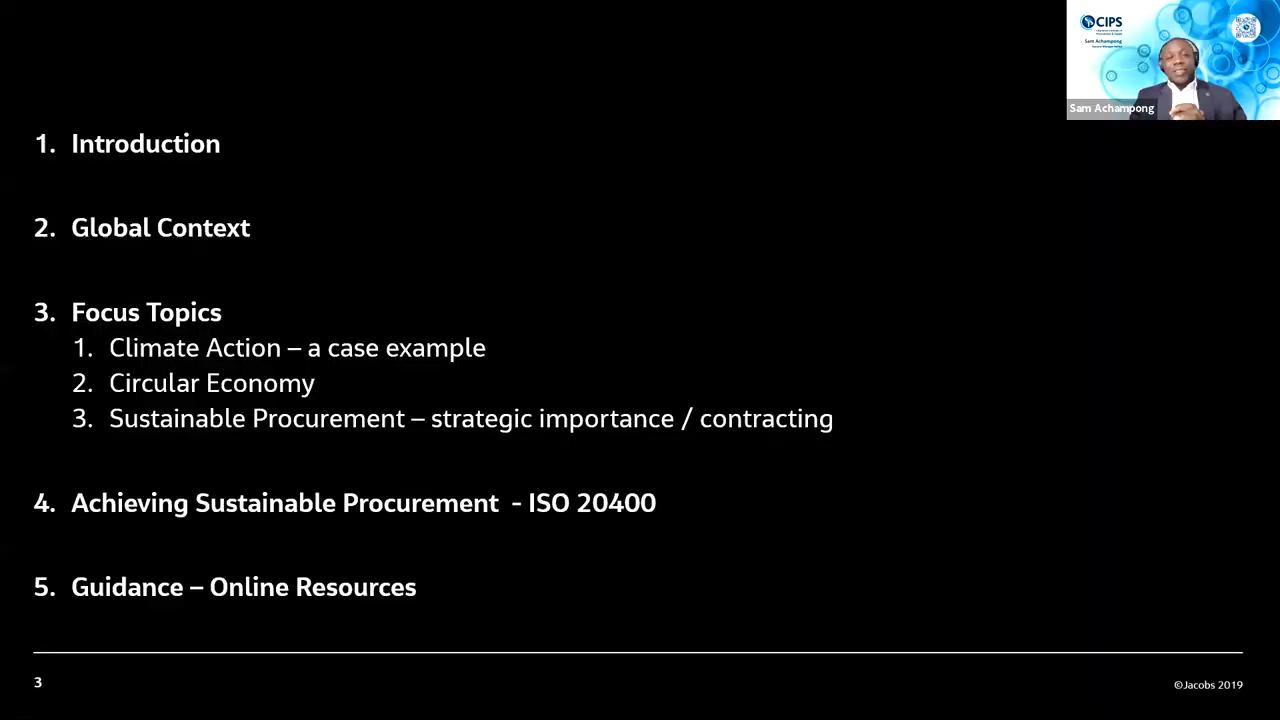 1. Introduction
2. Global Context
3. Focus Topics
1. Climate Action – a case example
2. Circular Economy
3. Sustainable Procurement – strategic importance / contracting
4. Achieving Sustainable Procurement - ISO 20400
5. Guidance – Online Resources
3
©Jacobs 2019
CIPS
Sam Achampong
Sam Achampong